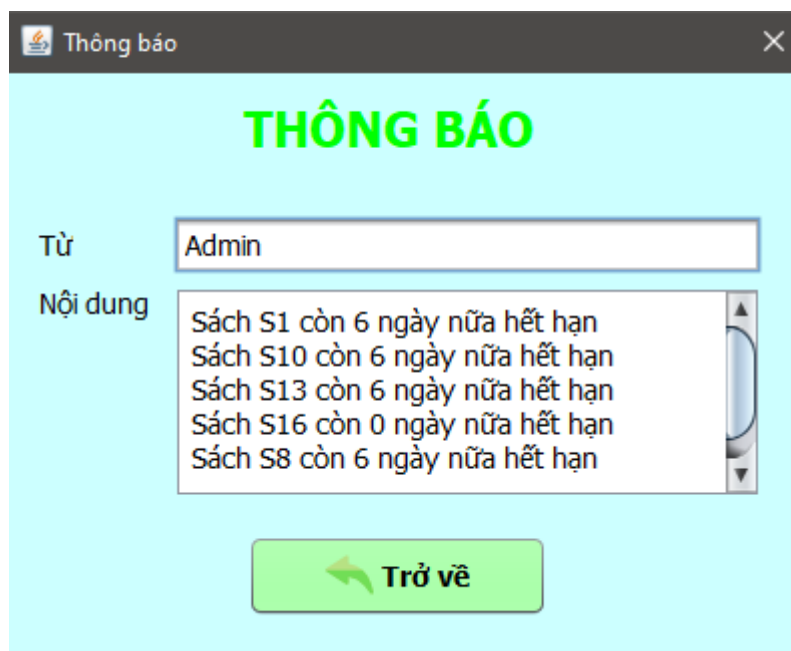 Thông báo
THÔNG BÁO
Từ
Admin
Nội dung
Sách S1 còn 6 ngày nữa hết hạn
Sách S10 còn 6 ngày nữa hết hạn
Sách S13 còn 6 ngày nữa hết hạn
Sách S16 còn 0 ngày nữa hết hạn
Sách S8 còn 6 ngày nữa hết hạn
Trở về